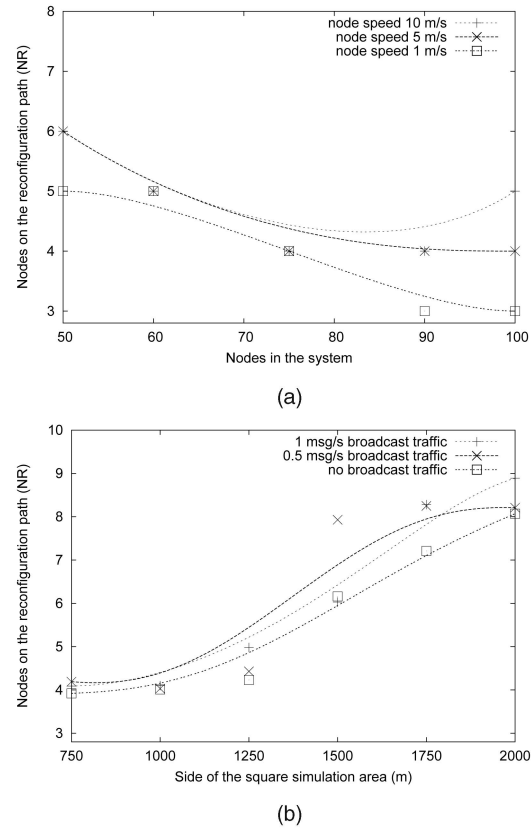 8
7
6
5
4
3
50
60
70
80
90
100
Nodes on the reconfiguration path (NR)
Nodes in the system
node speed 10 m/s
node speed 5 m/s
node speed 1 m/s
(a)
10
9
8
7
6
5
4
3
750
1000
1250
1500
1750
2000
Nodes on the reconfiguration path (NR)
Side of the square simulation area (m)
1 msg/s broadcast traffic
0.5 msg/s broadcast traffic
no broadcast traffic
(b)